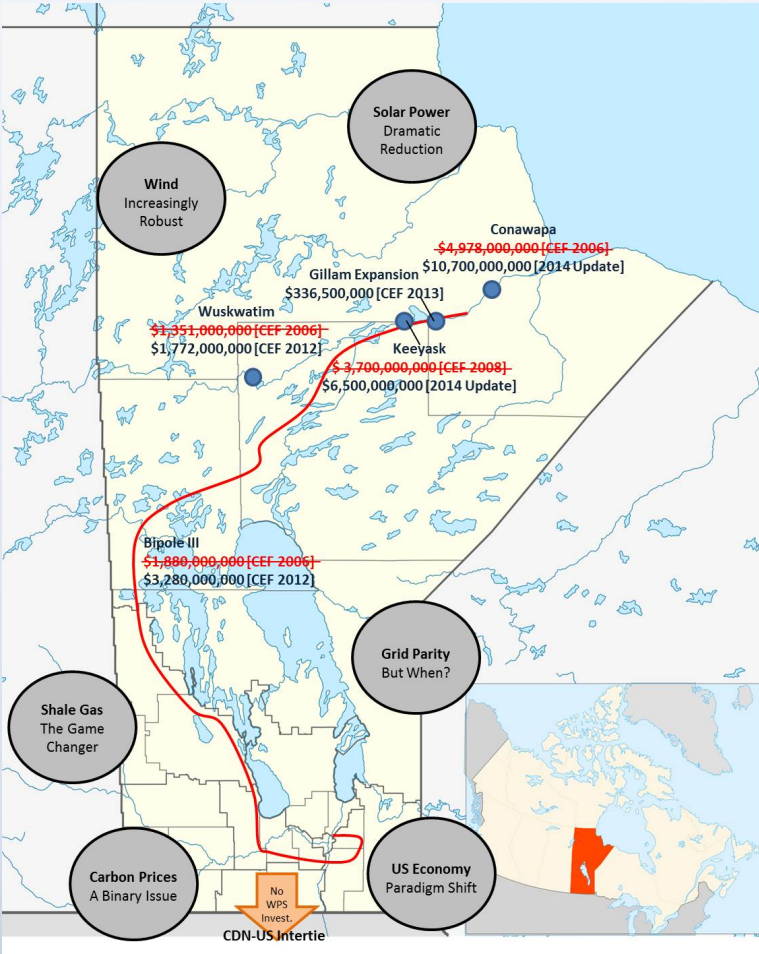 Solar Power
Dramatic
Reduction
Wind
Increasingly
Robust
Conawapa
$4,978,000,000 [CEF 2006]
$10,700,000,000 [2014 Update]
Gillam Expansion
$336,500,000 [CEF 2013]
Wuskwatim
$1,351,000,000 [CEF 2006]
$1,772,000,000 [CEF 2012]
Keeyask
$ 3,700,000,000 [CEF 2008]
$6,500,000,000 [2014 Update]
Bipole III
$1,880,000,000 [CEF 2006]
$3,280,000,000 [CEF 2012]
Grid Parity
But When?
Shale Gas
The Game
Changer
Carbon Prices
A Binary Issue
US Economy
Paradigm Shift
No
WPS
Invest.
CDN-US Intertie